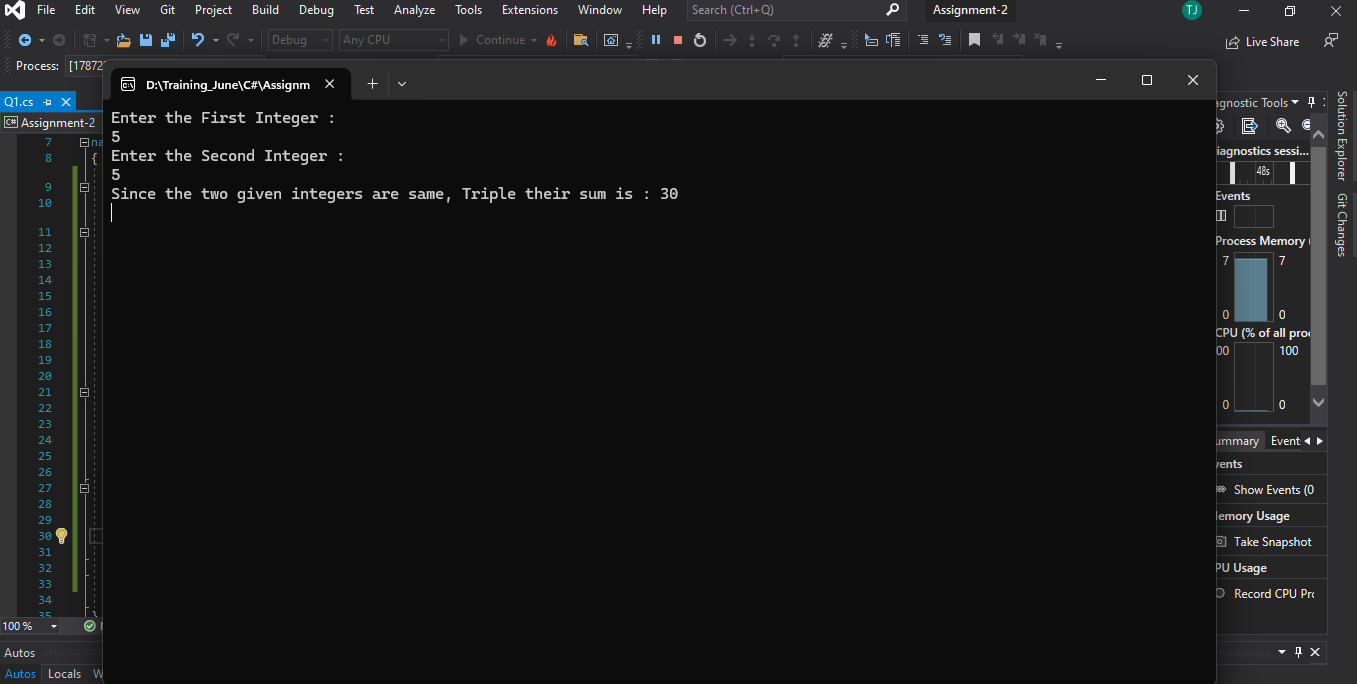 File Edit View Git Project Build Debug Test Analyze Tools Extensions Window Help Search (Ctrl+Q) Assignment-2 TJ
Debug Any CPU Continue Live Share
Process: [17872
D:\Training_June\C#\Assignm
Q1.cs
C# Assignment-2
Enter the First Integer :
5
Enter the Second Integer :
5
Since the two given integers are same, Triple their sum is : 30
7 na
8 {
9
10
11
12
13
14
15
16
17
18
19
20
21
22
23
24
25
26
27
28
29
30
31
32
33
34
35 }
100 %
Autos
Autos Locals W
agnostic Tools
iagnostics sessi...
48s
Events
Process Memory (
7 7
0 0
CPU (% of all proc
00 100
0 0
ummary Event
vents
Show Events (0
emory Usage
Take Snapshot
PU Usage
Record CPU Pr
Solution Explorer
Git Changes